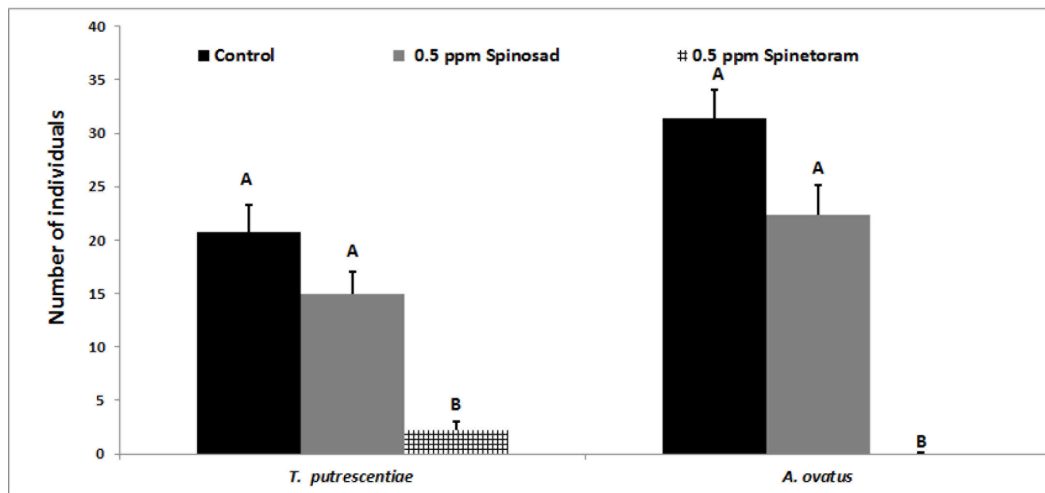 40
35
30
25
20
15
10
5
0
Number of individuals
Control
0.5 ppm Spinosad
0.5 ppm Spinetoram
A
A
B
A
A
B
T. putrescentiae
A. ovatus